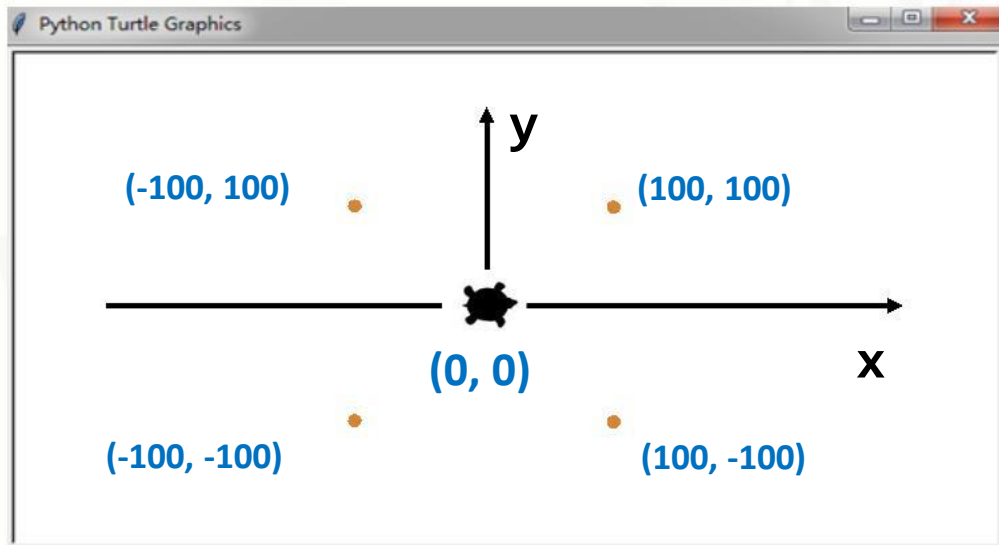 Python Turtle Graphics
y
(-100, 100)
(100, 100)
(0, 0)
x
(-100, -100)
(100, -100)